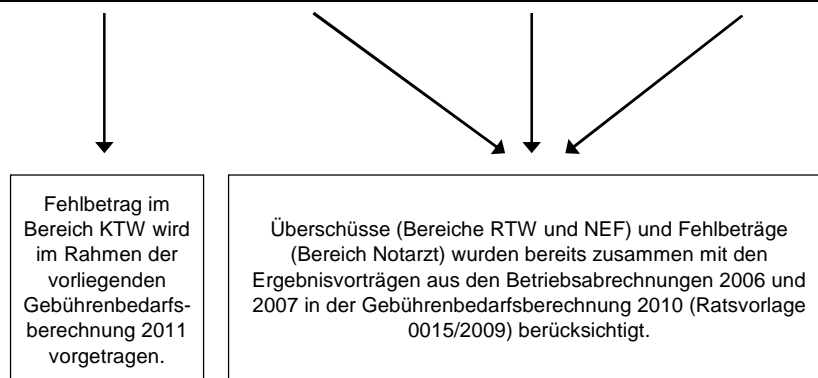 Fehlbetrag im
Bereich KTW wird
im Rahmen der
vorliegenden
Gebührenbedarfs-
berechnung 2011
vorgetragen.
Überschüsse (Bereiche RTW und NEF) und Fehlbeträge
(Bereich Notarzt) wurden bereits zusammen mit den
Ergebnisvorträgen aus den Betriebsabrechnungen 2006 und
2007 in der Gebührenbedarfsberechnung 2010 (Ratsvorlage
0015/2009) berücksichtigt.